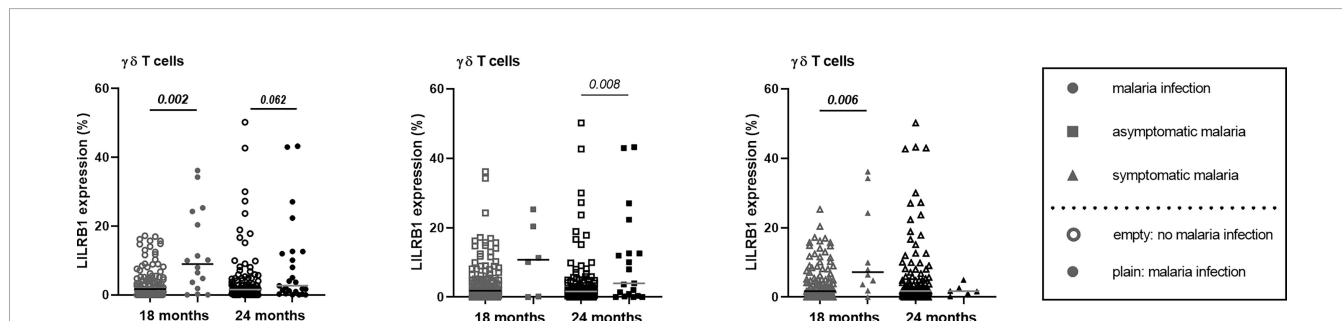 γδ T cells
LILRB1 expression (%)
60
40
20
0
0.002
0.062
18 months
24 months
γδ T cells
LILRB1 expression (%)
60
40
20
0
0.008
18 months
24 months
γδ T cells
LILRB1 expression (%)
60
40
20
0
0.006
18 months
24 months
malaria infection
asymptomatic malaria
symptomatic malaria
empty: no malaria infection
plain: malaria infection